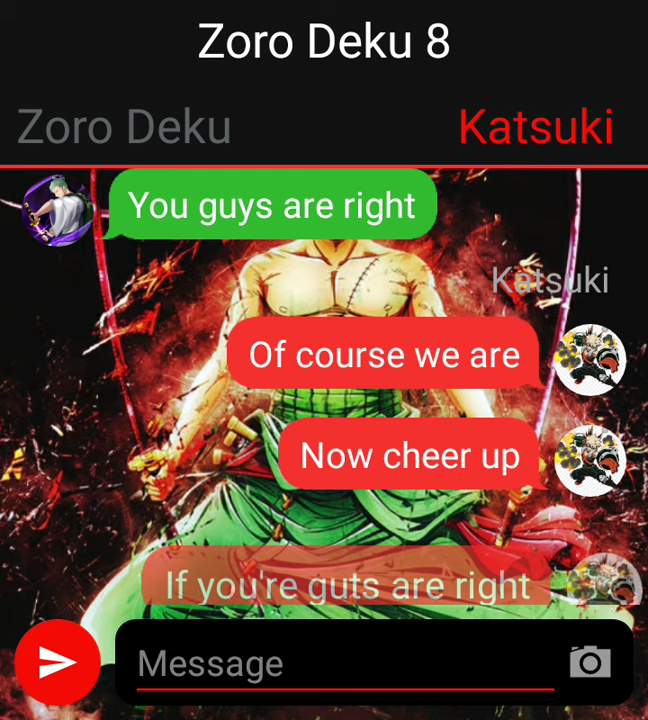 Zoro Deku 8
Zoro Deku
Katsuki
You guys are right
Katsuki
Of course we are
Now cheer up
If you're guts are right
Message